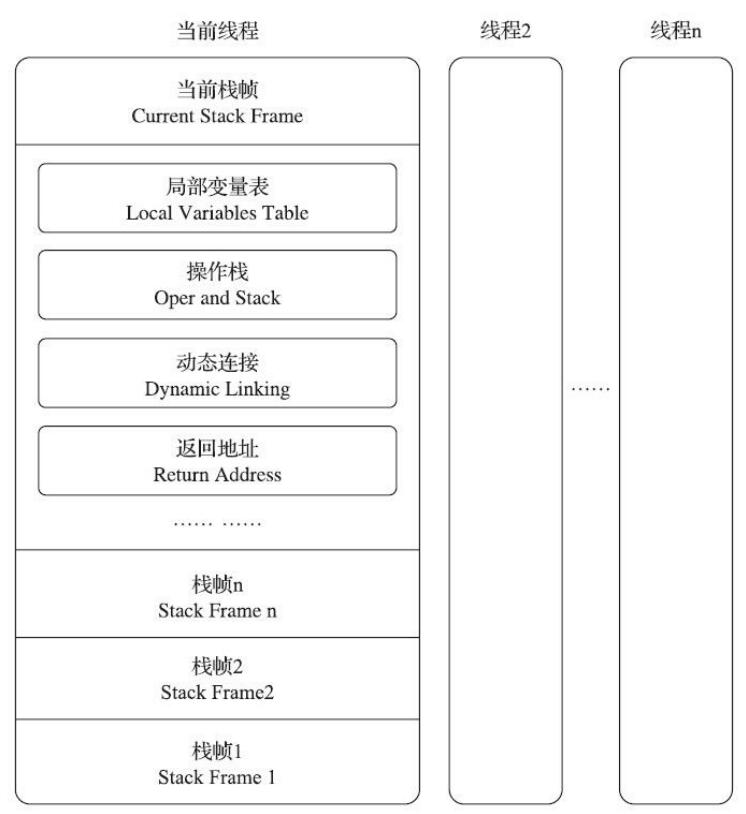 当前线程
线程2
线程n
当前栈帧
Current Stack Frame
局部变量表
Local Variables Table
操作栈
Oper and Stack
动态连接
Dynamic Linking
……
返回地址
Return Address
…… ……
栈帧n
Stack Frame n
栈帧2
Stack Frame2
栈帧1
Stack Frame 1